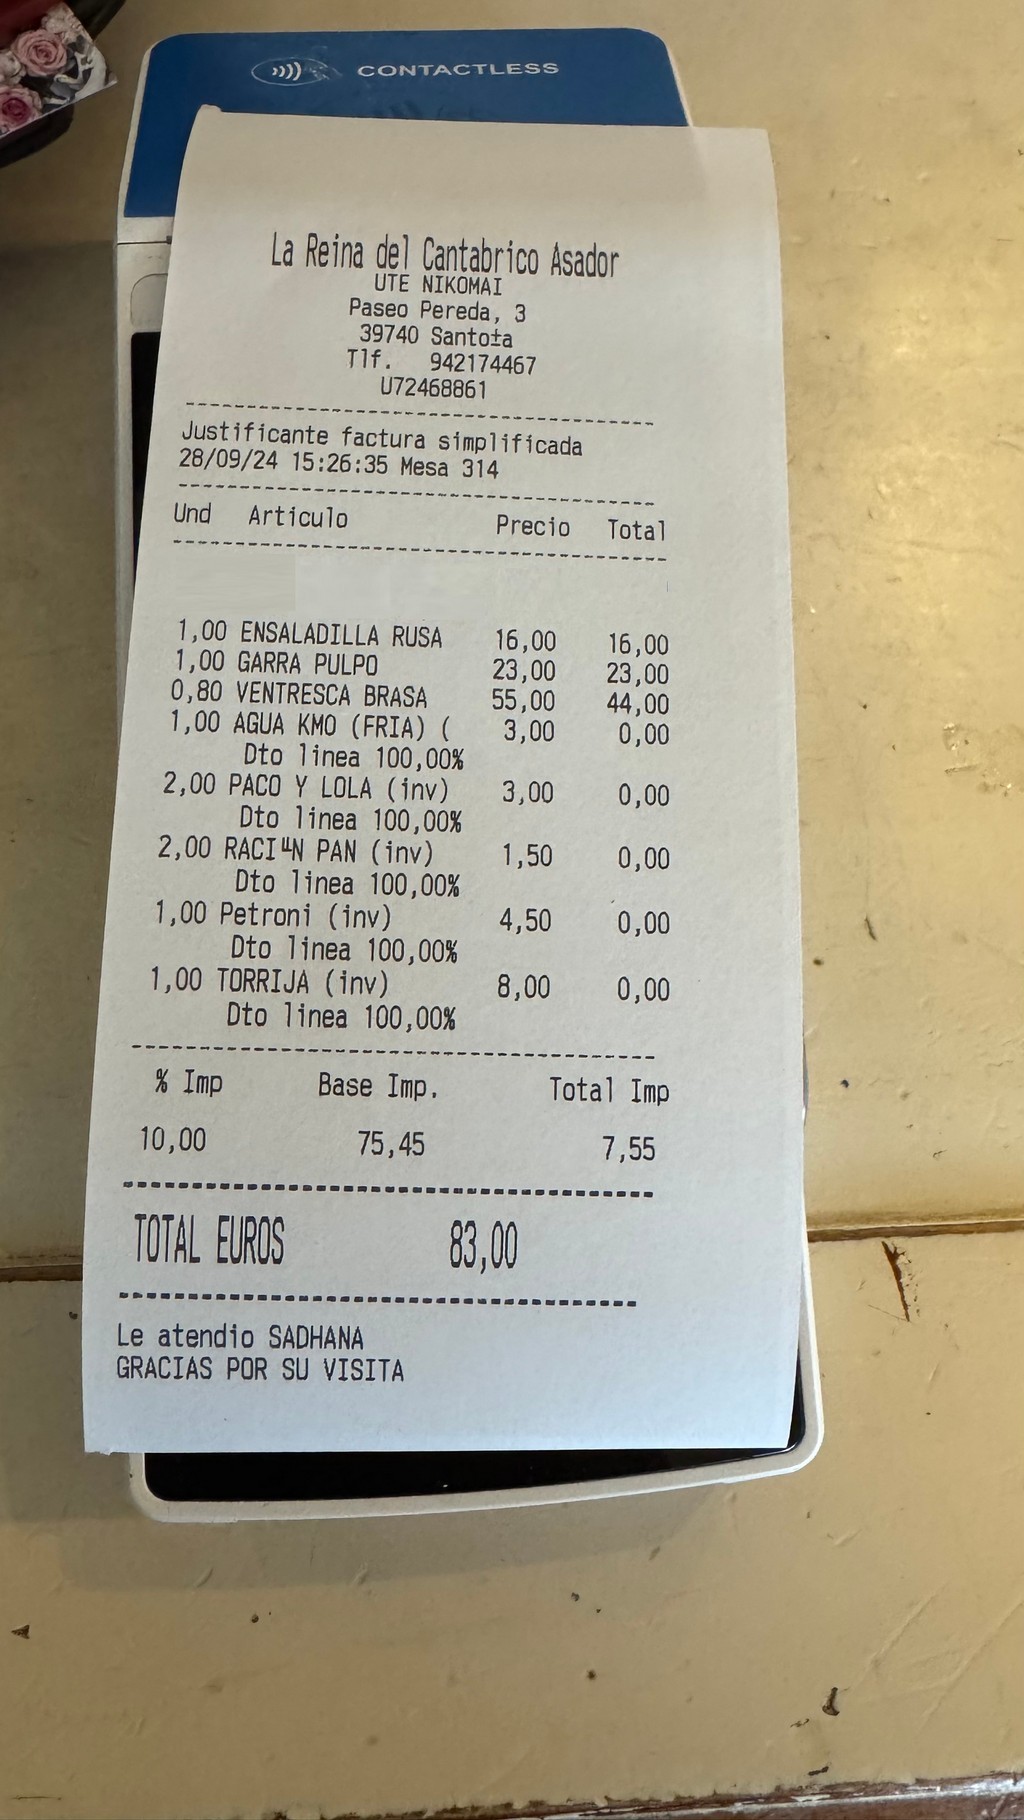 CONTACTLESS
La Reina del Cantabrico Asador
UTE NIKOMAI
Paseo Pereda, 3
39740 Santo±a
Tlf. 942174467
U72468861
Justificante factura simplificada
28/09/24 15:26:35 Mesa 314
Und Articulo Precio Total
1,00 ENSALADILLA RUSA 16,00 16,00
1,00 GARRA PULPO 23,00 23,00
0,80 VENTRESCA BRASA 55,00 44,00
1,00 AGUA KMO (FRIA) ( 3,00 0,00
Dto linea 100,00%
2,00 PACO Y LOLA (inv) 3,00 0,00
Dto linea 100,00%
2,00 RACI╙N PAN (inv) 1,50 0,00
Dto linea 100,00%
1,00 Petroni (inv) 4,50 0,00
Dto linea 100,00%
1,00 TORRIJA (inv) 8,00 0,00
Dto linea 100,00%
% Imp Base Imp. Total Imp
10,00 75,45 7,55
TOTAL EUROS 83,00
Le atendio SADHANA
GRACIAS POR SU VISITA